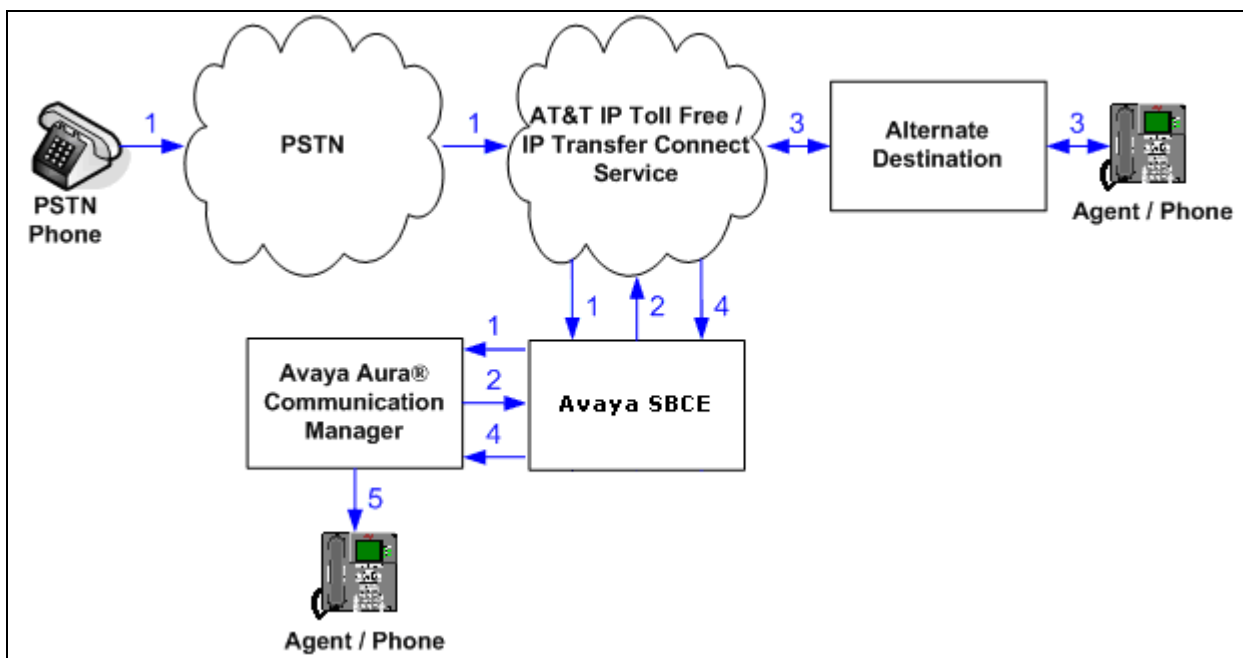 1
PSTN
Phone
PSTN
1
AT&T IP Toll Free /
IP Transfer Connect
Service
3
Alternate
Destination
3
Agent / Phone
1
2
4
Avaya Aura®
Communication
Manager
1
2
4
Avaya SBCE
5
Agent / Phone